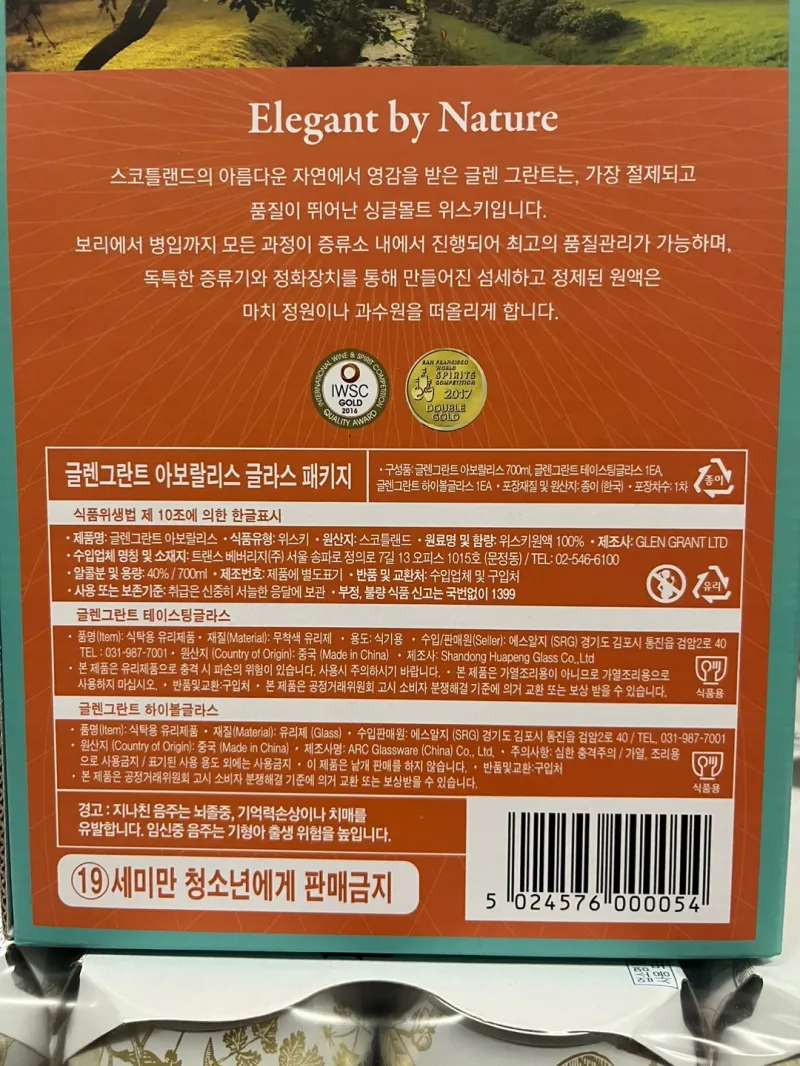 Elegant by Nature
스코틀랜드의 아름다운 자연에서 영감을 받은 글렌 그란트는, 가장 절제되고
품질이 뛰어난 싱글몰트 위스키입니다.
보리에서 병입까지 모든 과정이 증류소 내에서 진행되어 최고의 품질관리가 가능하며,
독특한 증류기와 정화장치를 통해 만들어진 섬세하고 정제된 원액은
마치 정원이나 과수원을 떠올리게 합니다.
INTERNATIONAL WINE & SPIRIT COMPETITION
IWSC
GOLD
2016
QUALITY AWARD
SAN FRANCISCO
WORLD
SPIRITS
COMPETITION
2017
DOUBLE
GOLD
글렌그란트 아보랄리스 글라스 패키지
• 구성품: 글렌그란트 아보랄리스 700ml, 글렌그란트 테이스팅글라스 1EA,
글렌그란트 하이볼글라스 1EA • 포장재질 및 원산지: 종이 (한국) • 포장차수: 1차
종이
식품위생법 제 10조에 의한 한글표시
• 제품명: 글렌그란트 아보랄리스 • 식품유형: 위스키 • 원산지: 스코틀랜드 • 원료명 및 함량: 위스키원액 100% • 제조사: GLEN GRANT LTD
• 수입업체 명칭 및 소재지: 트랜스 베버리지(주) 서울 송파로 정의로 7길 13 오피스 1015호 (문정동) / TEL: 02-546-6100
• 알콜분 및 용량: 40% / 700ml • 제조번호: 제품에 별도표기 • 반품 및 교환처: 수입업체 및 구입처
• 사용 또는 보존기준: 취급은 신중히 서늘한 응달에 보관 • 부정, 불량 식품 신고는 국번없이 1399
유리
글렌그란트 테이스팅글라스
• 품명(Item): 식탁용 유리제품 • 재질(Material): 무착색 유리제 • 용도: 식기용 • 수입/판매원(Seller): 에스알지 (SRG) 경기도 김포시 통진읍 검암2로 40
TEL : 031-987-7001 • 원산지 (Country of Origin): 중국 (Made in China) • 제조사: Shandong Huapeng Glass Co.,Ltd
• 본 제품은 유리제품으로 충격 시 파손의 위험이 있습니다. 사용시 주의하시기 바랍니다. • 본 제품은 가열조리용이 아니므로 가열조리용으로
사용하지 마십시오. • 반품및교환:구입처 • 본 제품은 공정거래위원회 고시 소비자 분쟁해결 기준에 의거 교환 또는 보상 받을 수 있습니다.
식품용
글렌그란트 하이볼글라스
• 품명(Item): 식탁용 유리제품 • 재질(Material): 유리제 (Glass) • 수입판매원: 에스알지 (SRG) 경기도 김포시 통진읍 검암2로 40 / TEL. 031-987-7001
• 원산지 (Country of Origin): 중국 (Made in China) • 제조사명: ARC Glassware (China) Co., Ltd. • 주의사항: 심한 충격주의 / 가열, 조리용
으로 사용금지 / 표기된 사용 용도 외에는 사용금지 • 이 제품은 낱개 판매를 하지 않습니다. • 반품및교환:구입처
• 본 제품은 공정거래위원회 고시 소비자 분쟁해결 기준에 의거 교환 또는 보상받을 수 있습니다.
식품용
경고 : 지나친 음주는 뇌졸중, 기억력손상이나 치매를
유발합니다. 임신중 음주는 기형아 출생 위험을 높입니다.
19세미만 청소년에게 판매금지
5 024576 000054